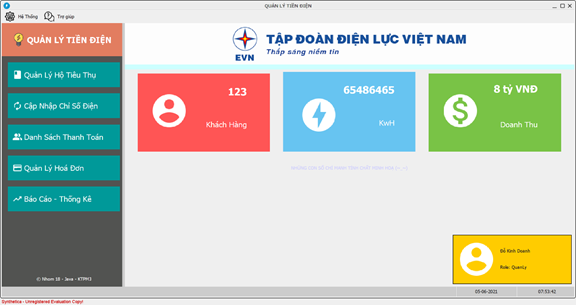 QUẢN LÝ TIỀN ĐIỆN
Hệ Thống
Trợ giúp
QUẢN LÝ TIỀN ĐIỆN
EVN
TẬP ĐOÀN ĐIỆN LỰC VIỆT NAM
Thắp sáng niềm tin
Quản Lý Hộ Tiêu Thụ
Cập Nhập Chỉ Số Điện
Danh Sách Thanh Toán
Quản Lý Hoá Đơn
Báo Cáo - Thống Kê
123
Khách Hàng
65486465
KwH
8 tỷ VNĐ
Doanh Thu
Đỗ Kinh Doanh
Role: QuanLy
© Nhom 18 - Java - KTPM3
05-06-2021
07:53:42
Synthetica - Unregistered Evaluation Copy!